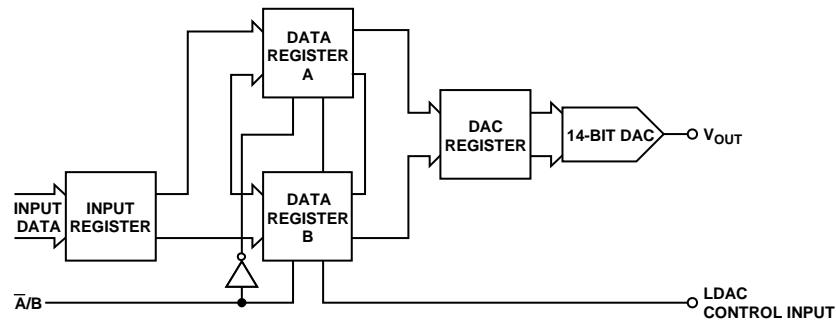 DATA
REGISTER
A
DAC
REGISTER
14-BIT DAC
V_OUT
INPUT
DATA
INPUT
REGISTER
DATA
REGISTER
B
A̅/B
LDAC
CONTROL INPUT